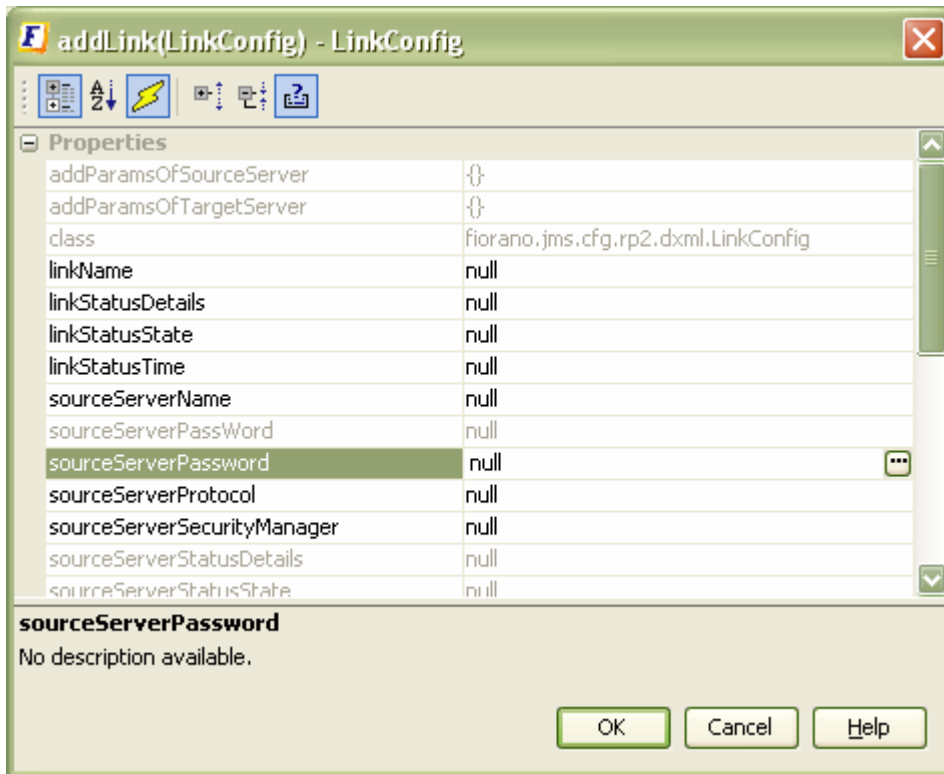 F addLink(LinkConfig) - LinkConfig
A Z
Properties
addParamsOfSourceServer {}
addParamsOfTargetServer {}
class fiorano.jms.cfg.rp2.dxml.LinkConfig
linkName null
linkStatusDetails null
linkStatusState null
linkStatusTime null
sourceServerName null
sourceServerPassWord null
sourceServerPassword null ...
sourceServerProtocol null
sourceServerSecurityManager null
sourceServerStatusDetails null
sourceServerStatusState null
sourceServerPassword
No description available.
OK Cancel Help